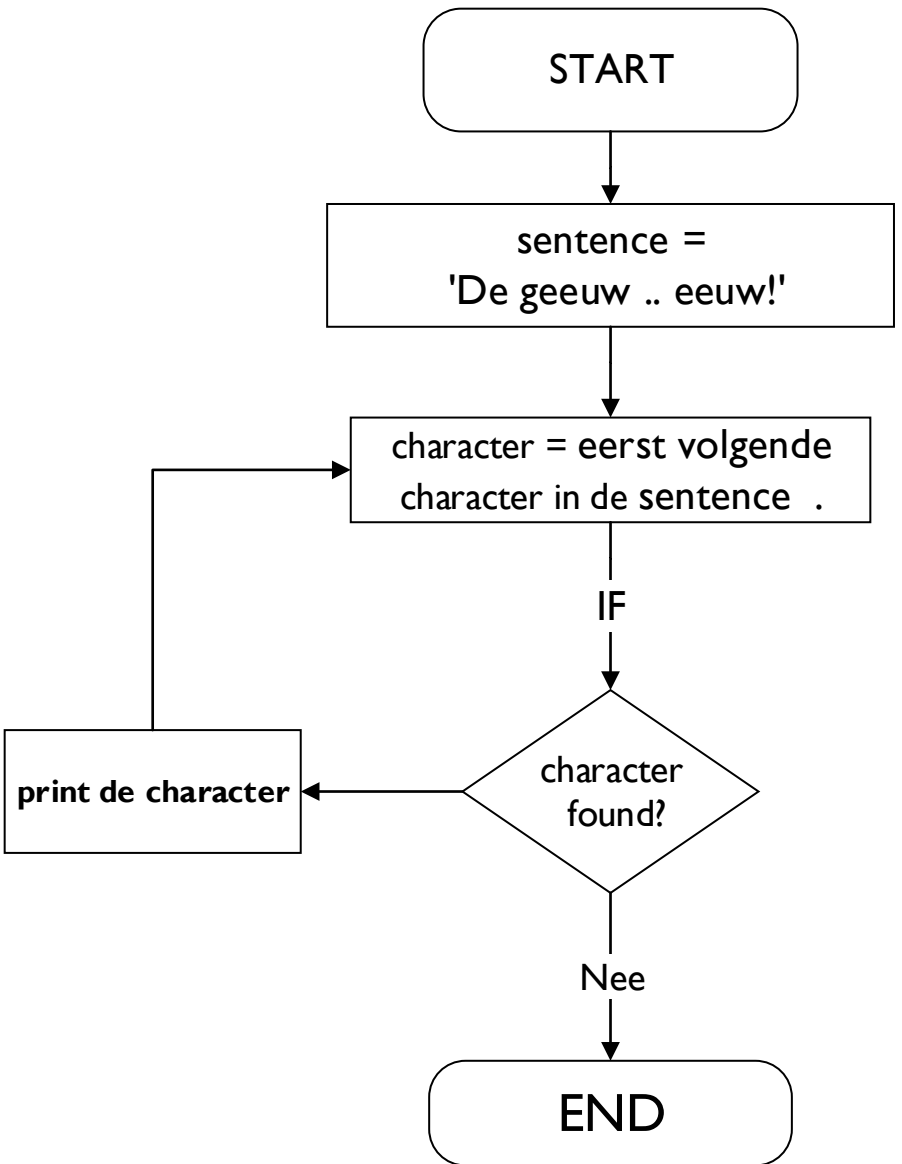 START
sentence =
'De geeuw .. eeuw!'
character = eerst volgende
character in de sentence .
IF
character
found?
print de character
Nee
END